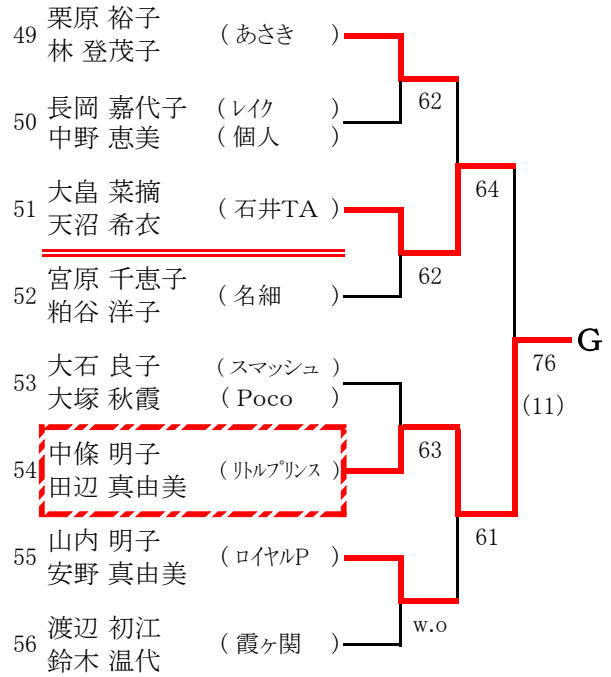 49 栗原 裕子 ( あさき )
林 登茂子
62
50 長岡 嘉代子 ( レイク )
中野 恵美 ( 個人 )
64
51 大畠 菜摘 ( 石井TA )
天沼 希衣
62
52 宮原 千恵子 ( 名細 )
粕谷 洋子
G
76
(11)
53 大石 良子 ( スマッシュ )
大塚 秋霞 ( Poco )
63
54 中條 明子 ( リトルプリンス )
田辺 真由美
61
55 山内 明子 ( ロイヤルP )
安野 真由美
w.o
56 渡辺 初江 ( 霞ヶ関 )
鈴木 温代